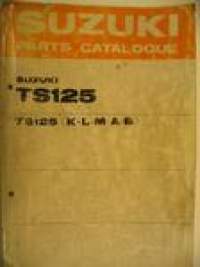 SUZUKI
PARTS CATALOGUE
SUZUKI
TS125
TS125 K-L-M A B